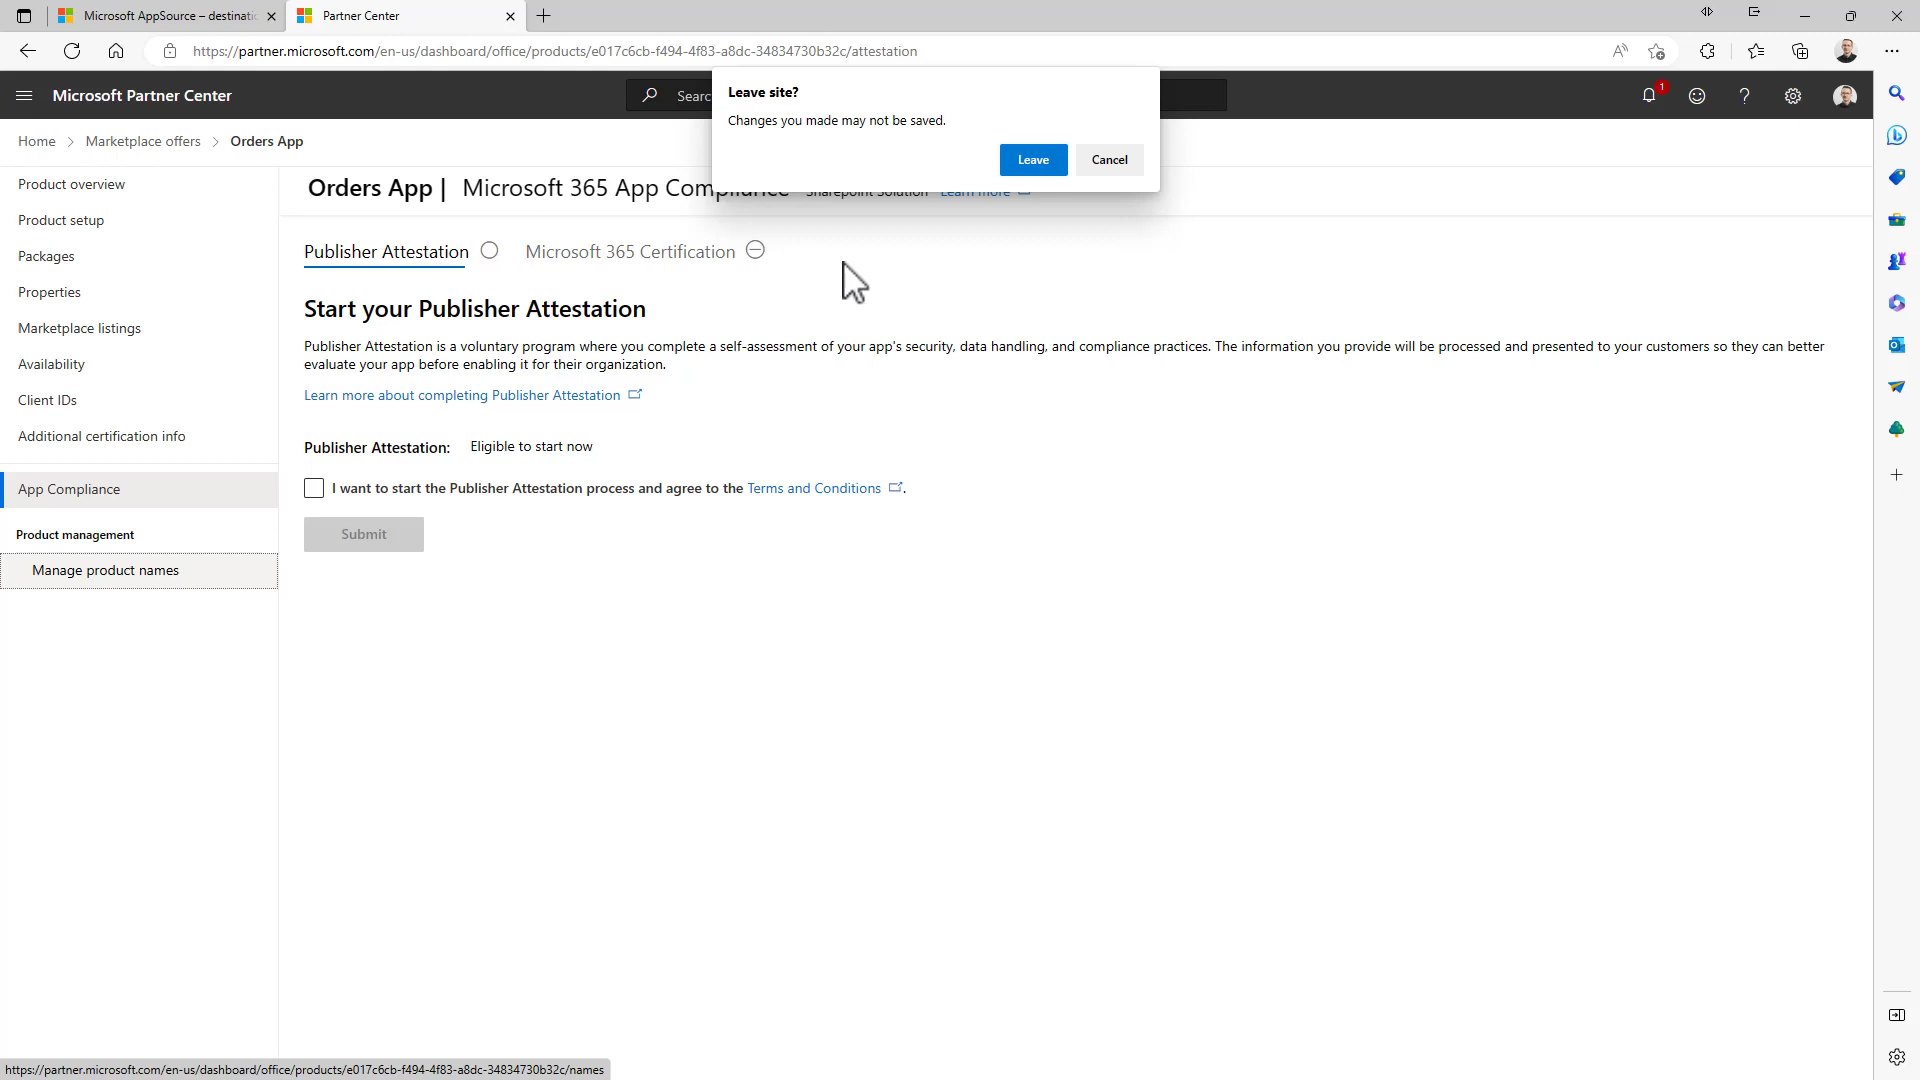 Microsoft AppSource – destinati
Partner Center
https://partner.microsoft.com/en-us/dashboard/office/products/e017c6cb-f494-4f83-a8dc-34834730b32c/attestation
Microsoft Partner Center
Searc
1
Leave site?
Changes you made may not be saved.
Leave
Cancel
Home
Marketplace offers
Orders App
Product overview
Product setup
Packages
Properties
Marketplace listings
Availability
Client IDs
Additional certification info
App Compliance
Product management
Manage product names
Orders App | Microsoft 365 App Compliance Sharepoint Solution Learn more
Publisher Attestation
Microsoft 365 Certification
Start your Publisher Attestation
Publisher Attestation is a voluntary program where you complete a self-assessment of your app's security, data handling, and compliance practices. The information you provide will be processed and presented to your customers so they can better
evaluate your app before enabling it for their organization.
Learn more about completing Publisher Attestation
Publisher Attestation: Eligible to start now
I want to start the Publisher Attestation process and agree to the Terms and Conditions .
Submit
https://partner.microsoft.com/en-us/dashboard/office/products/e017c6cb-f494-4f83-a8dc-34834730b32c/names